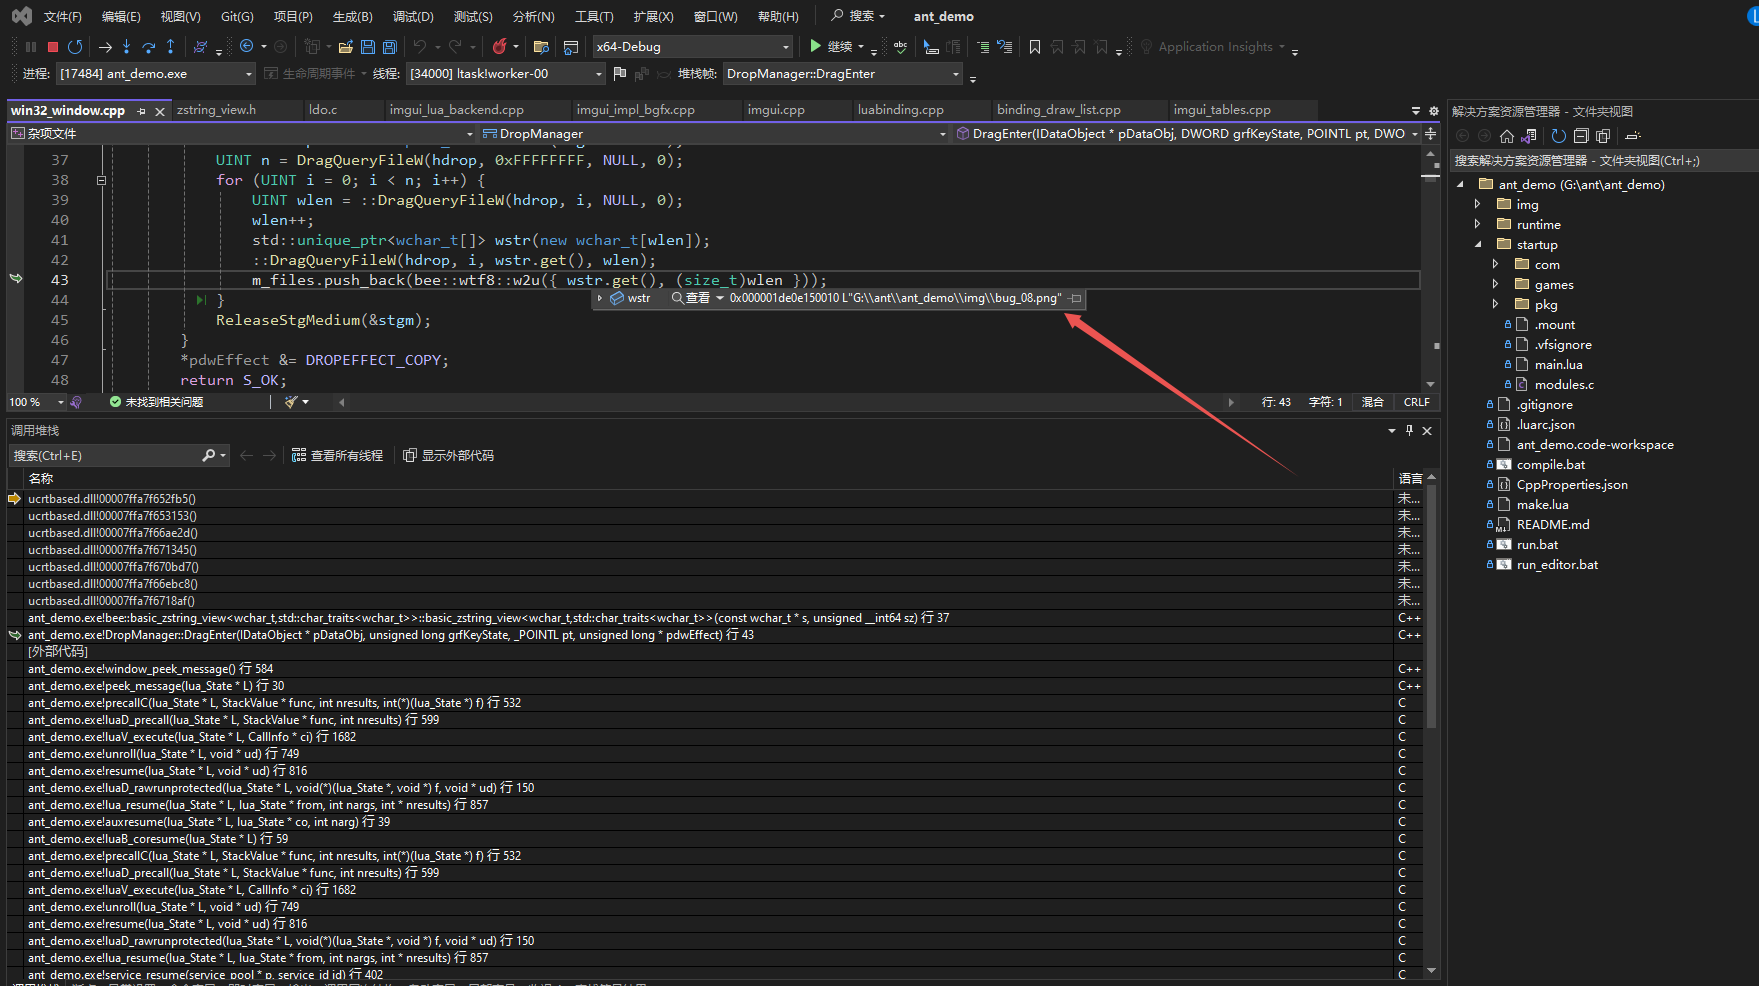 文件(F) 编辑(E) 视图(V) Git(G) 项目(P) 生成(B) 调试(D) 测试(S) 分析(N) 工具(T) 扩展(X) 窗口(W) 帮助(H) 搜索 ant_demo
x64-Debug 继续 Application Insights
进程: [17484] ant_demo.exe 生命周期事件 线程: [34000] ltask!worker-00 堆栈帧: DropManager::DragEnter
win32_window.cpp zstring_view.h ldo.c imgui_lua_backend.cpp imgui_impl_bgfx.cpp imgui.cpp luabinding.cpp binding_draw_list.cpp imgui_tables.cpp
杂项文件 DropManager DragEnter(IDataObject * pDataObj, DWORD grfKeyState, POINTL pt, DWO
37 UINT n = DragQueryFileW(hdrop, 0xFFFFFFFF, NULL, 0);
38 for (UINT i = 0; i < n; i++) {
39 UINT wlen = ::DragQueryFileW(hdrop, i, NULL, 0);
40 wlen++;
41 std::unique_ptr<wchar_t[]> wstr(new wchar_t[wlen]);
42 ::DragQueryFileW(hdrop, i, wstr.get(), wlen);
43 m_files.push_back(bee::wtf8::w2u({ wstr.get(), (size_t)wlen }));
44 }
wstr 查看 0x000001de0e150010 L"G:\\ant\\ant_demo\\img\\bug_08.png"
45 ReleaseStgMedium(&stgm);
46 }
47 *pdwEffect &= DROPEFFECT_COPY;
48 return S_OK;
100 % 未找到相关问题 行: 43 字符: 1 混合 CRLF
调用堆栈
搜索(Ctrl+E) 查看所有线程 显示外部代码
名称 语言
ucrtbased.dll!00007ffa7f652fb5() 未...
ucrtbased.dll!00007ffa7f653153() 未...
ucrtbased.dll!00007ffa7f66ae2d() 未...
ucrtbased.dll!00007ffa7f671345() 未...
ucrtbased.dll!00007ffa7f670bd7() 未...
ucrtbased.dll!00007ffa7f66ebc8() 未...
ucrtbased.dll!00007ffa7f6718af() 未...
ant_demo.exe!bee::basic_zstring_view<wchar_t,std::char_traits<wchar_t>>::basic_zstring_view<wchar_t,std::char_traits<wchar_t>>(const wchar_t * s, unsigned __int64 sz) 行 37 C++
ant_demo.exe!DropManager::DragEnter(IDataObject * pDataObj, unsigned long grfKeyState, _POINTL pt, unsigned long * pdwEffect) 行 43 C++
[外部代码]
ant_demo.exe!window_peek_message() 行 584 C++
ant_demo.exe!peek_message(lua_State * L) 行 30 C++
ant_demo.exe!precallC(lua_State * L, StackValue * func, int nresults, int(*)(lua_State *) f) 行 532 C
ant_demo.exe!luaD_precall(lua_State * L, StackValue * func, int nresults) 行 599 C
ant_demo.exe!luaV_execute(lua_State * L, CallInfo * ci) 行 1682 C
ant_demo.exe!unroll(lua_State * L, void * ud) 行 749 C
ant_demo.exe!resume(lua_State * L, void * ud) 行 816 C
ant_demo.exe!luaD_rawrunprotected(lua_State * L, void(*)(lua_State *, void *) f, void * ud) 行 150 C
ant_demo.exe!lua_resume(lua_State * L, lua_State * from, int nargs, int * nresults) 行 857 C
ant_demo.exe!auxresume(lua_State * L, lua_State * co, int narg) 行 39 C
ant_demo.exe!luaB_coresume(lua_State * L) 行 59 C
ant_demo.exe!precallC(lua_State * L, StackValue * func, int nresults, int(*)(lua_State *) f) 行 532 C
ant_demo.exe!luaD_precall(lua_State * L, StackValue * func, int nresults) 行 599 C
ant_demo.exe!luaV_execute(lua_State * L, CallInfo * ci) 行 1682 C
ant_demo.exe!unroll(lua_State * L, void * ud) 行 749 C
ant_demo.exe!resume(lua_State * L, void * ud) 行 816 C
ant_demo.exe!luaD_rawrunprotected(lua_State * L, void(*)(lua_State *, void *) f, void * ud) 行 150 C
ant_demo.exe!lua_resume(lua_State * L, lua_State * from, int nargs, int * nresults) 行 857 C
ant_demo.exe!service_resume(service_pool * p, service_id id) 行 402 C
解决方案资源管理器 - 文件夹视图
搜索解决方案资源管理器 - 文件夹视图(Ctrl+;)
ant_demo (G:\ant\ant_demo)
img
runtime
startup
com
games
pkg
.mount
.vfsignore
main.lua
modules.c
.gitignore
.luarc.json
ant_demo.code-workspace
compile.bat
CppProperties.json
make.lua
README.md
run.bat
run_editor.bat